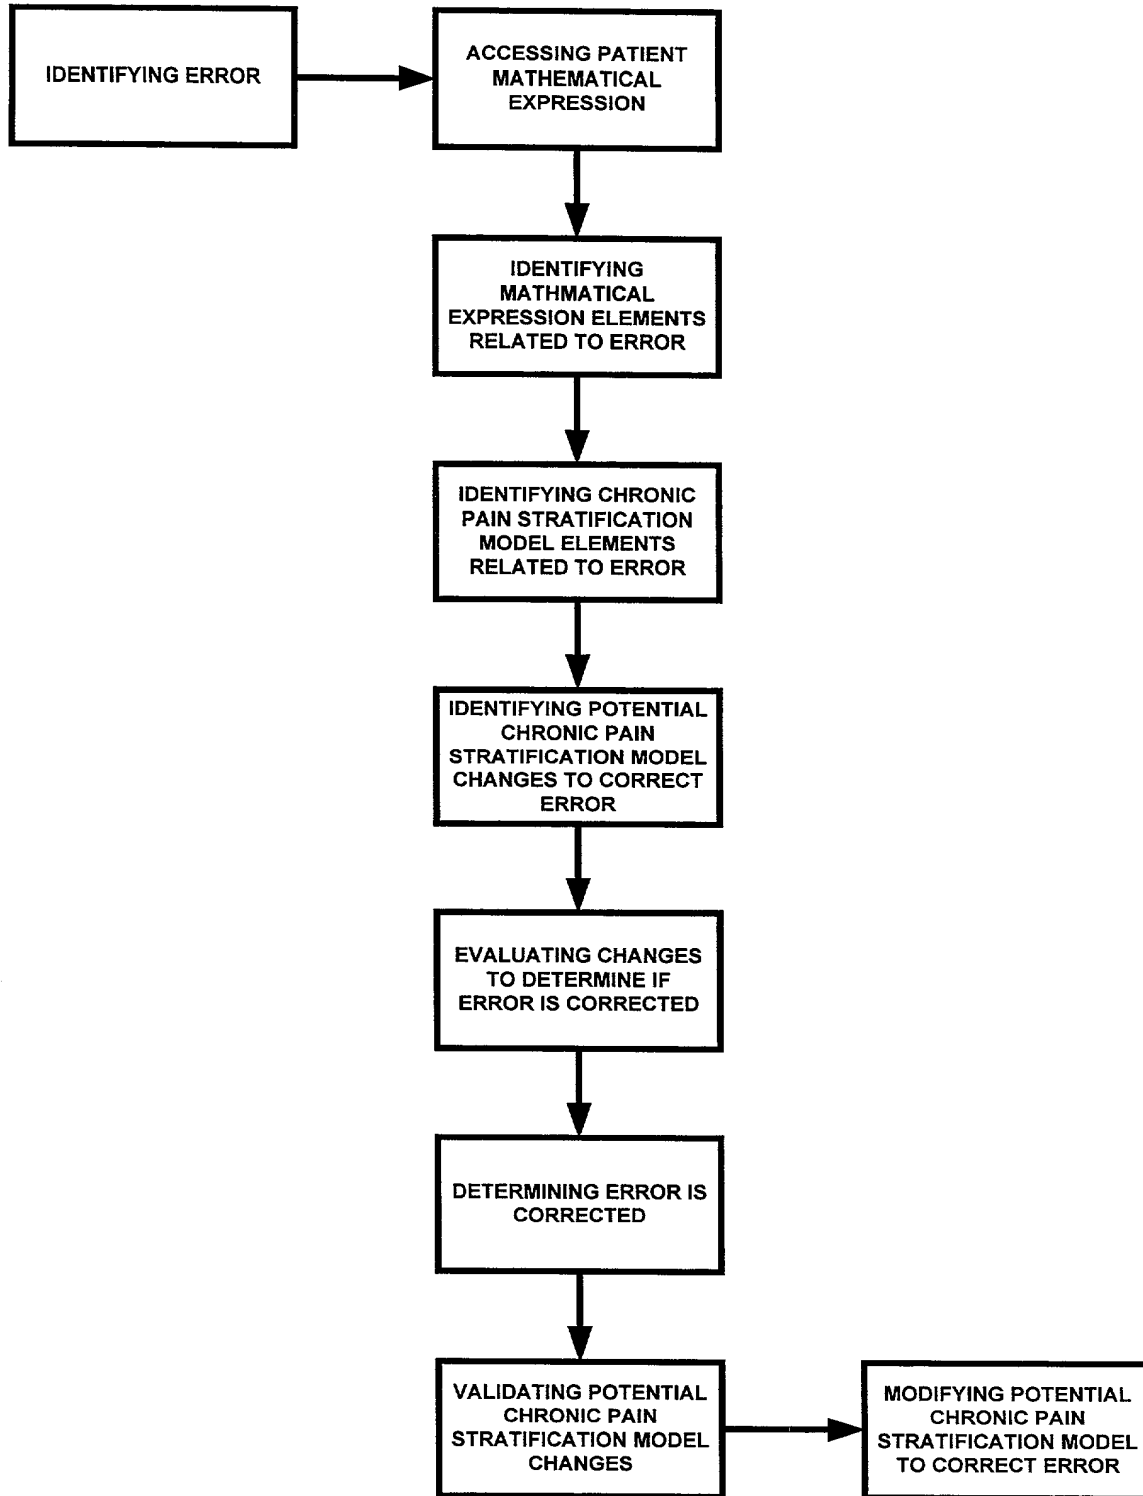 IDENTIFYING ERROR
ACCESSING PATIENT
MATHEMATICAL
EXPRESSION
IDENTIFYING
MATHMATICAL
EXPRESSION ELEMENTS
RELATED TO ERROR
IDENTIFYING CHRONIC
PAIN STRATIFICATION
MODEL ELEMENTS
RELATED TO ERROR
IDENTIFYING POTENTIAL
CHRONIC PAIN
STRATIFICATION MODEL
CHANGES TO CORRECT
ERROR
EVALUATING CHANGES
TO DETERMINE IF
ERROR IS CORRECTED
DETERMINING ERROR IS
CORRECTED
VALIDATING POTENTIAL
CHRONIC PAIN
STRATIFICATION MODEL
CHANGES
MODIFYING POTENTIAL
CHRONIC PAIN
STRATIFICATION MODEL
TO CORRECT ERROR